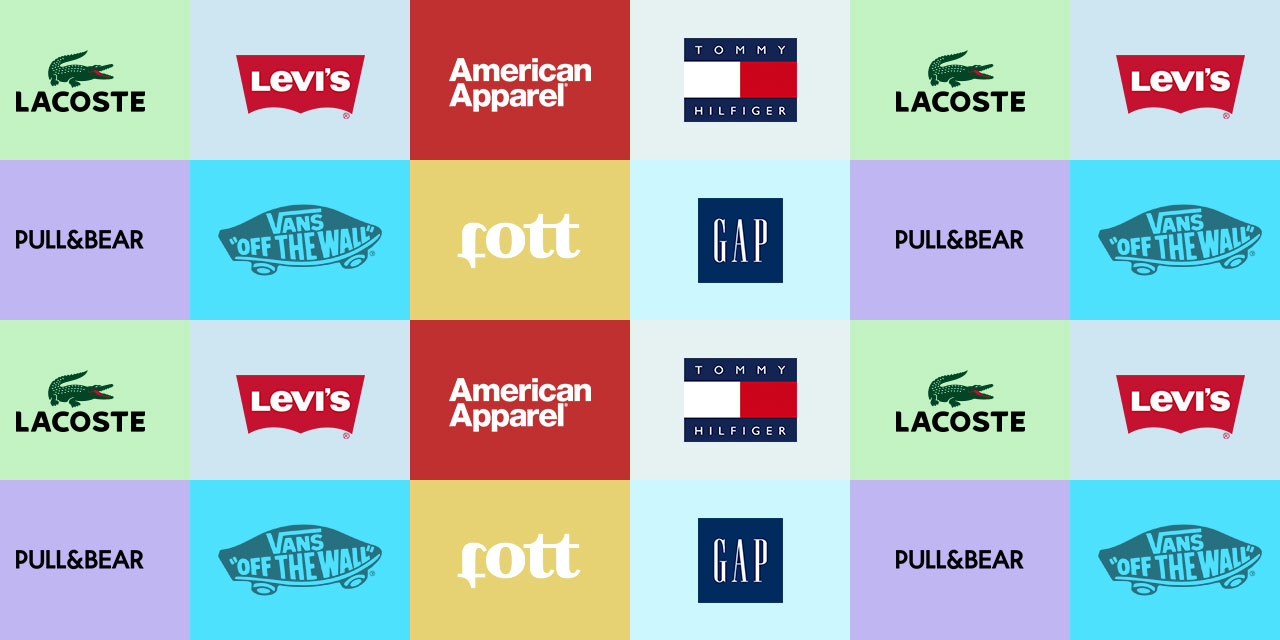 LACOSTE
LEVI'S
®
American
Apparel®
TOMMY
HILFIGER
LACOSTE
LEVI'S
®
PULL&BEAR
VANS
"OFF THE WALL"
®
fott
GAP
PULL&BEAR
VANS
"OFF THE WALL"
®
LACOSTE
LEVI'S
®
American
Apparel®
TOMMY
HILFIGER
LACOSTE
LEVI'S
®
PULL&BEAR
VANS
"OFF THE WALL"
®
fott
GAP
PULL&BEAR
VANS
"OFF THE WALL"
®